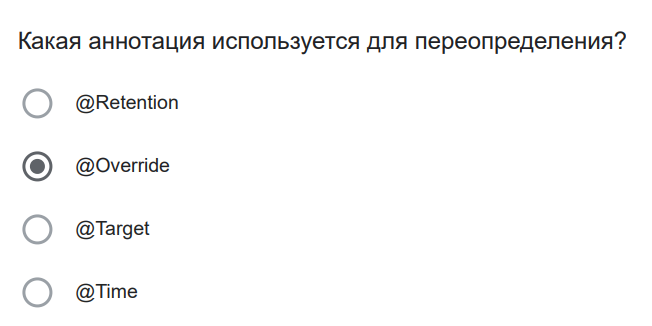 Какая аннотация используется для переопределения?
@Retention
@Override
@Target
@Time